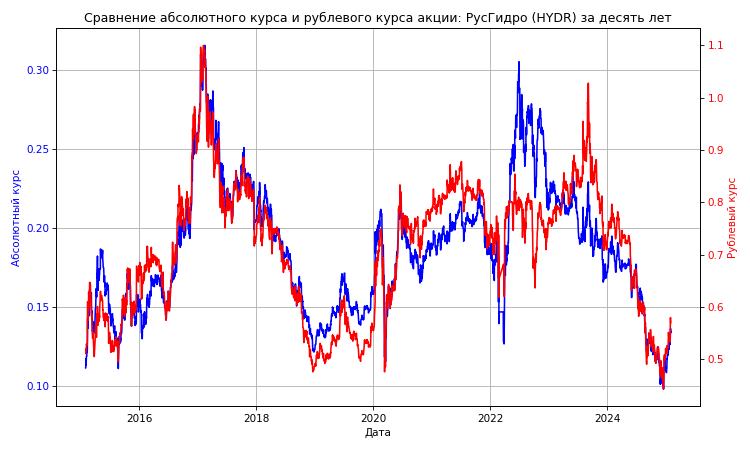 Сравнение абсолютного курса и рублевого курса акции: РусГидро (HYDR) за десять лет
Абсолютный курс
0.30
0.25
0.20
0.15
0.10
1.1
1.0
0.9
0.8
0.7
0.6
0.5
Рублевый курс
2016 2018 2020 2022 2024
Дата